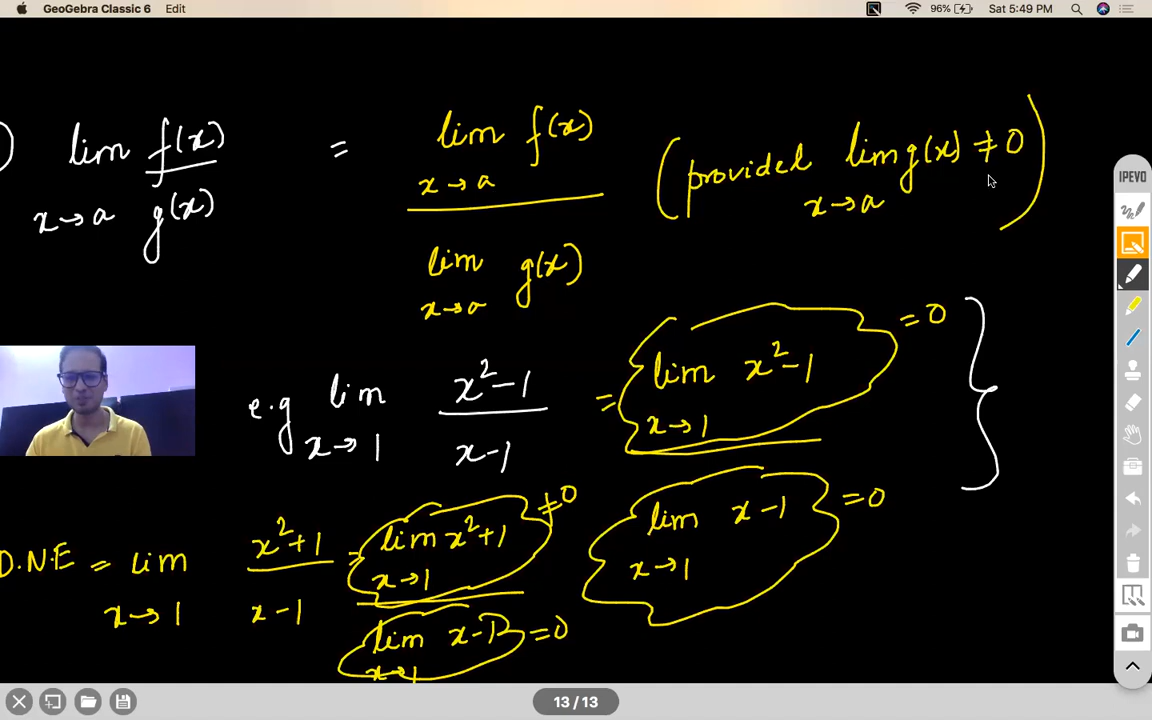 GeoGebra Classic 6 Edit 96% Sat 5:49 PM
) lim f(x) = lim f(x) (provided lim g(x) ≠ 0)
x→a g(x) x→a x→a
lim g(x)
x→a
e.g lim x²-1 = lim x²-1 = 0
x→1 x-1 x→1
lim x-1 = 0
x→1
D.N.E = lim x²+1 = lim x²+1 ≠0
x→1 x-1 x→1
lim x-1 = 0
x→1
IPEVO
13 / 13